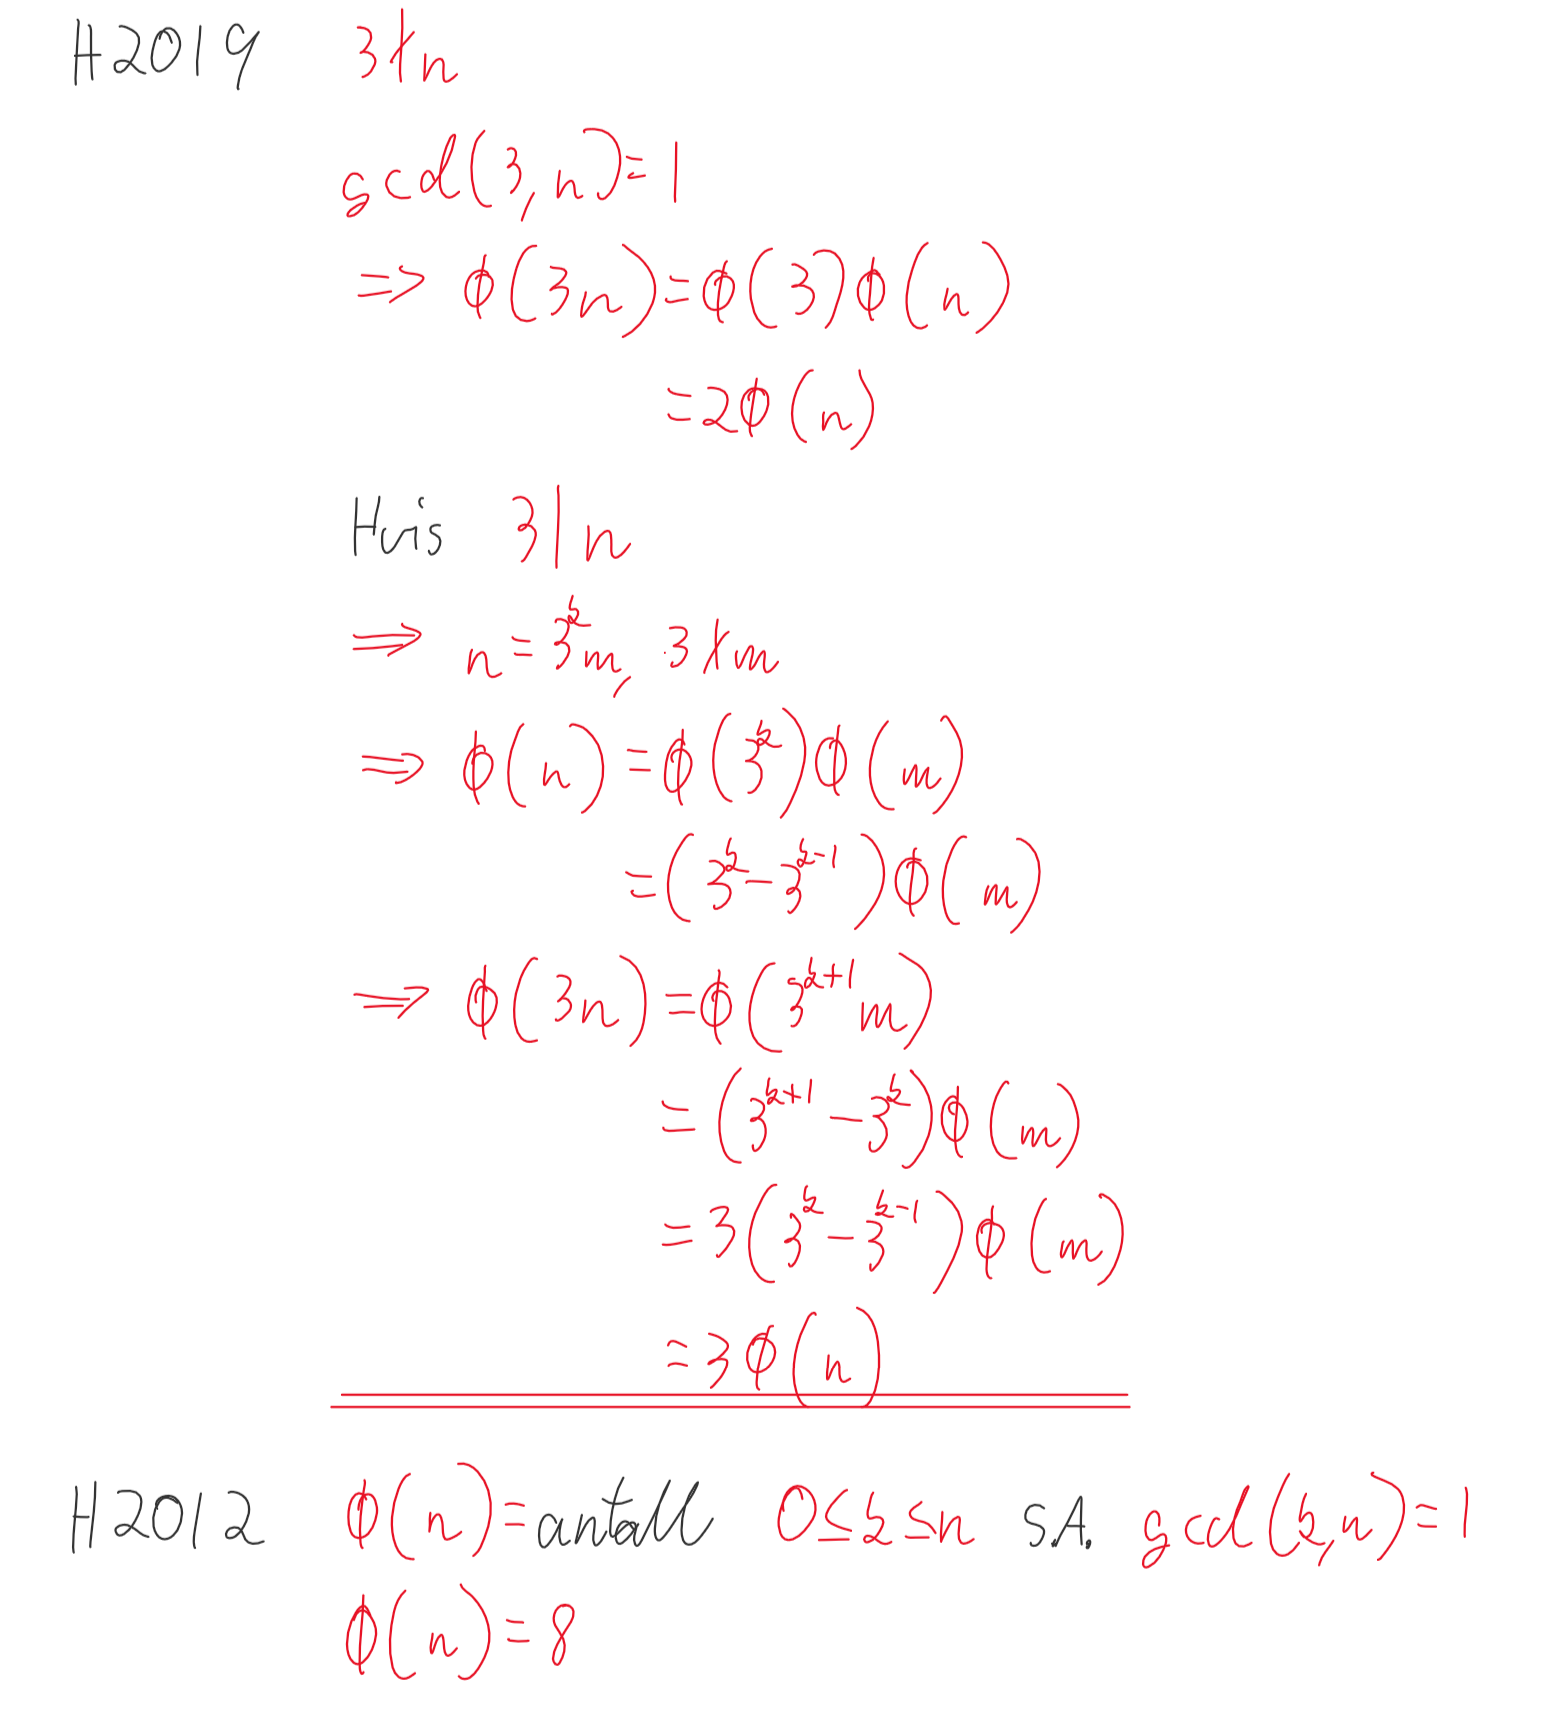 H2019 3∤n
gcd(3,n)=1
=> ϕ(3n)=ϕ(3)ϕ(n)
=2ϕ(n)
Hvis 3|n
⇒ n=3^k m, 3∤m
⇒ ϕ(n)=ϕ(3^k)ϕ(m)
=(3^k-3^{k-1})ϕ(m)
⇒ ϕ(3n)=ϕ(3^{k+1}m)
=(3^{k+1}-3^k)ϕ(m)
=3(3^k-3^{k-1})ϕ(m)
=3ϕ(n)
H2012 ϕ(n)=antall 0≤k≤n S.A. gcd(k,n)=1
ϕ(n)=8